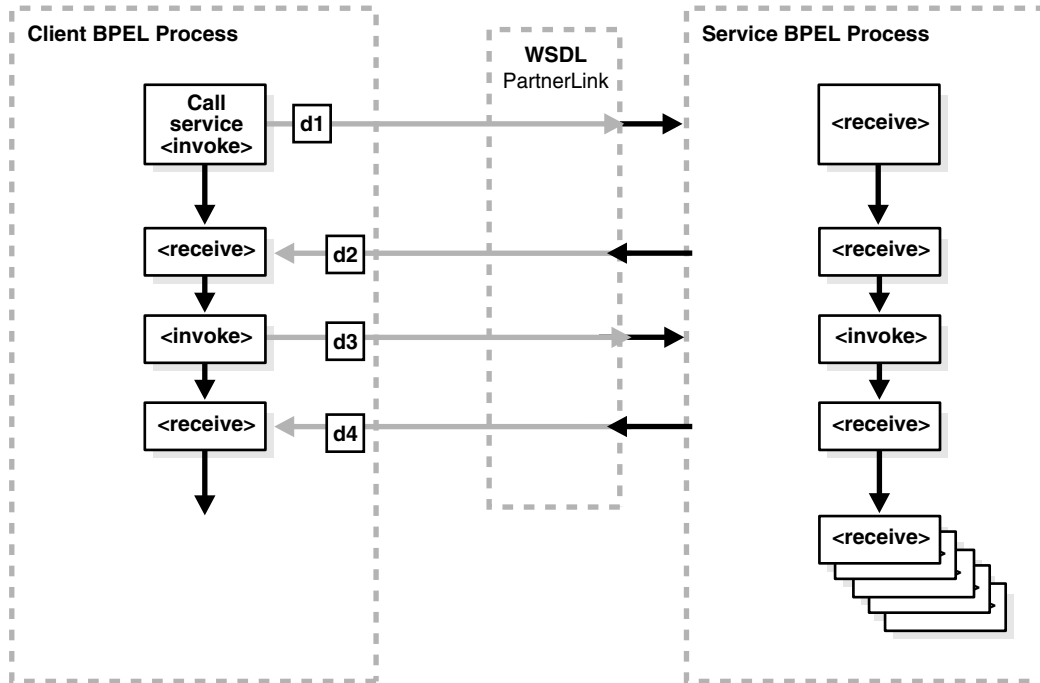 Client BPEL Process
WSDL
PartnerLink
Service BPEL Process
Call
service
<invoke>
d1
<receive>
<receive>
d2
<receive>
<invoke>
d3
<invoke>
<receive>
d4
<receive>
<receive>